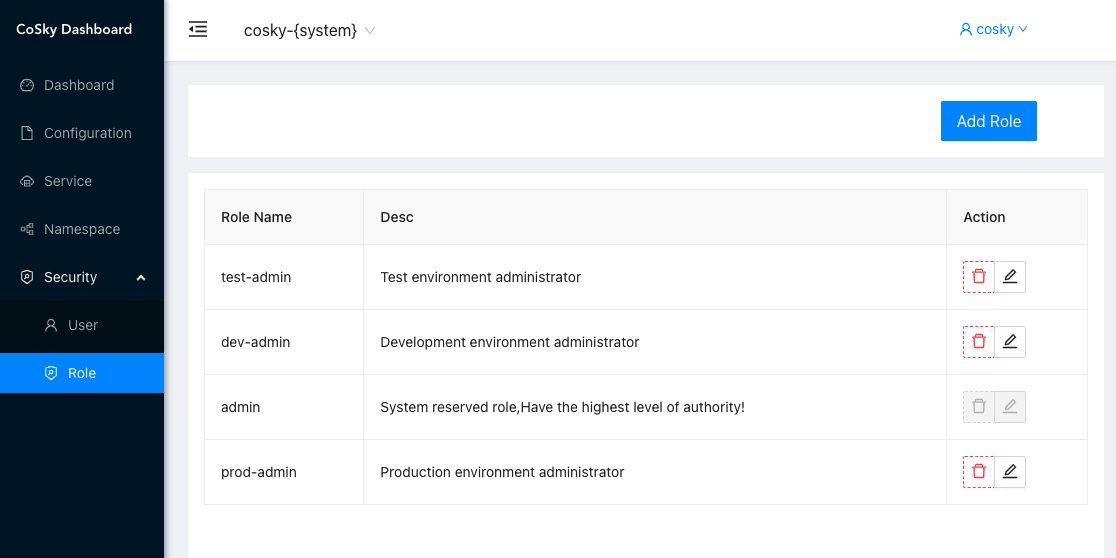 CoSky Dashboard
cosky-{system}
cosky
Dashboard
Configuration
Service
Namespace
Security
User
Role
Add Role
Role Name Desc Action
test-admin Test environment administrator
dev-admin Development environment administrator
admin System reserved role,Have the highest level of authority!
prod-admin Production environment administrator